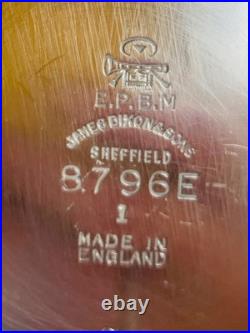 E.P.B.M
JAMES DIXON & SONS
SHEFFIELD
8796E
1
MADE IN
ENGLAND